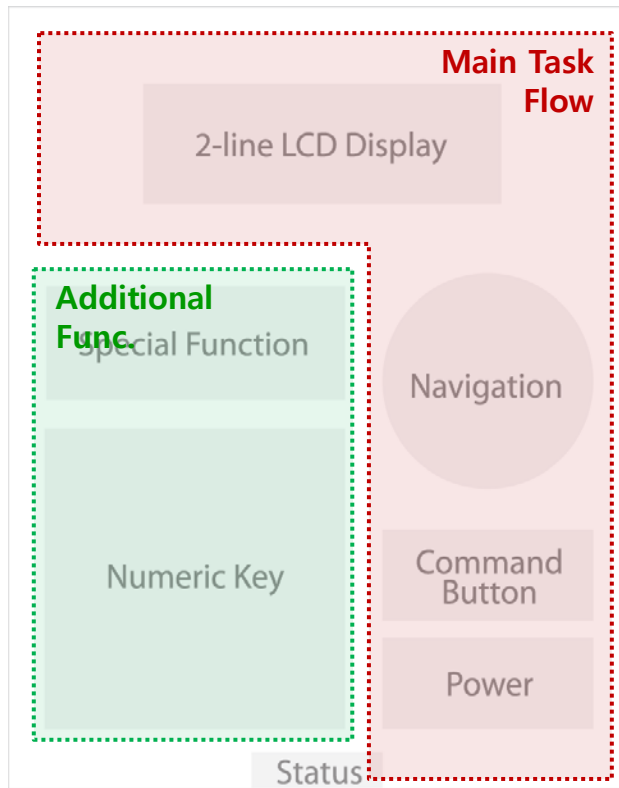 Main Task
Flow
2-line LCD Display
Additional
Func.
Special Function
Navigation
Numeric Key
Command
Button
Power
Status